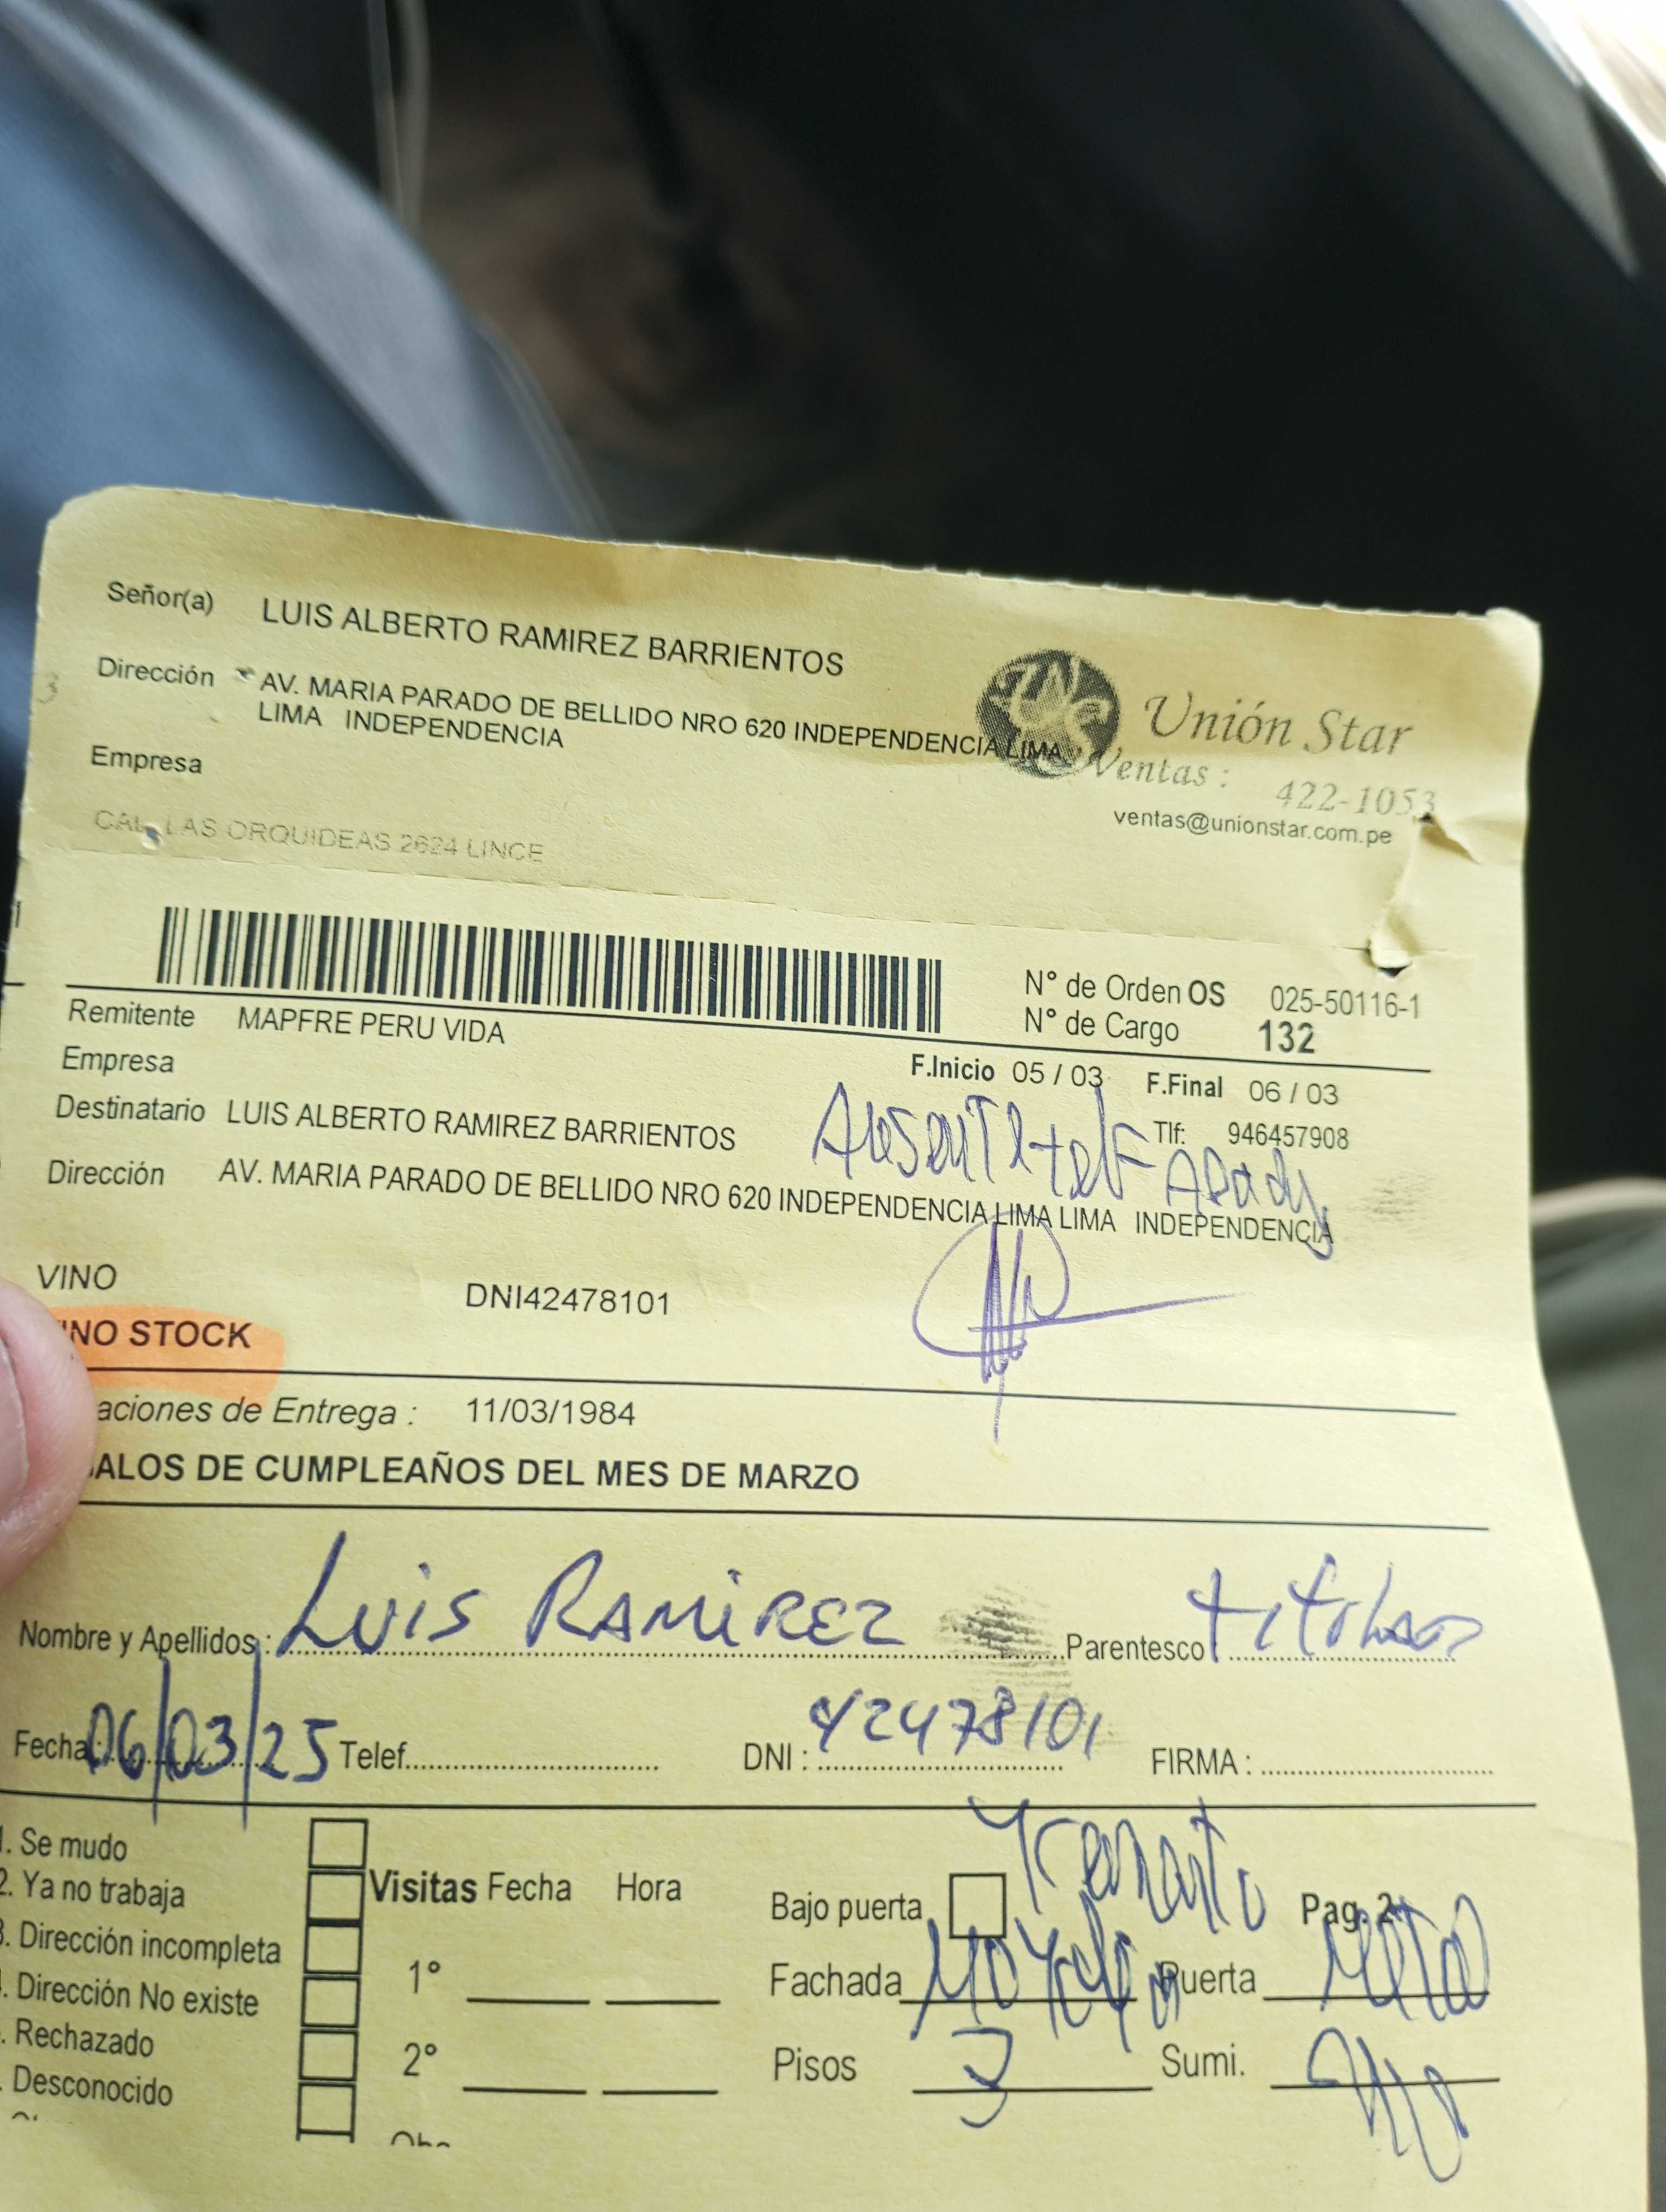 Señor(a) LUIS ALBERTO RAMIREZ BARRIENTOS
Dirección AV. MARIA PARADO DE BELLIDO NRO 620 INDEPENDENCIA LIMA
LIMA INDEPENDENCIA
Empresa
Unión Star
Ventas : 422-1053
ventas@unionstar.com.pe
CAL. LAS ORQUIDEAS 2624 LINCE
N° de Orden OS 025-50116-1
N° de Cargo 132
Remitente MAPFRE PERU VIDA
Empresa
F.Inicio 05 / 03 F.Final 06 / 03
Destinatario LUIS ALBERTO RAMIREZ BARRIENTOS
Tlf: 946457908
Dirección AV. MARIA PARADO DE BELLIDO NRO 620 INDEPENDENCIA LIMA LIMA INDEPENDENCIA
VINO DNI42478101
INO STOCK
aciones de Entrega : 11/03/1984
ALOS DE CUMPLEAÑOS DEL MES DE MARZO
Nombre y Apellidos : Luis RAMiREZ Parentesco titular
Fecha: 06/03/25 Telef. DNI : 42478101 FIRMA :
1. Se mudo
2. Ya no trabaja
3. Dirección incompleta
. Dirección No existe
. Rechazado
. Desconocido
Visitas Fecha Hora
1°
2°
Bajo puerta Pag. 2
Fachada Puerta Metal
Pisos 3 Sumi.